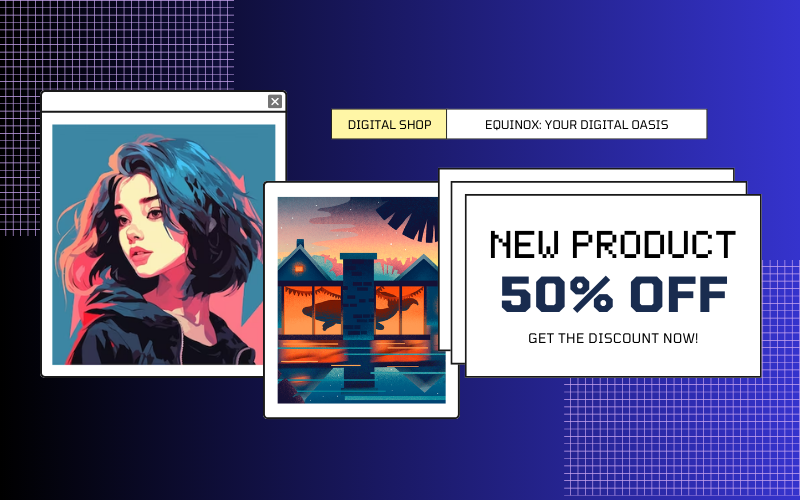 DIGITAL SHOP
EQUINOX: YOUR DIGITAL OASIS
NEW PRODUCT
50% OFF
GET THE DISCOUNT NOW!